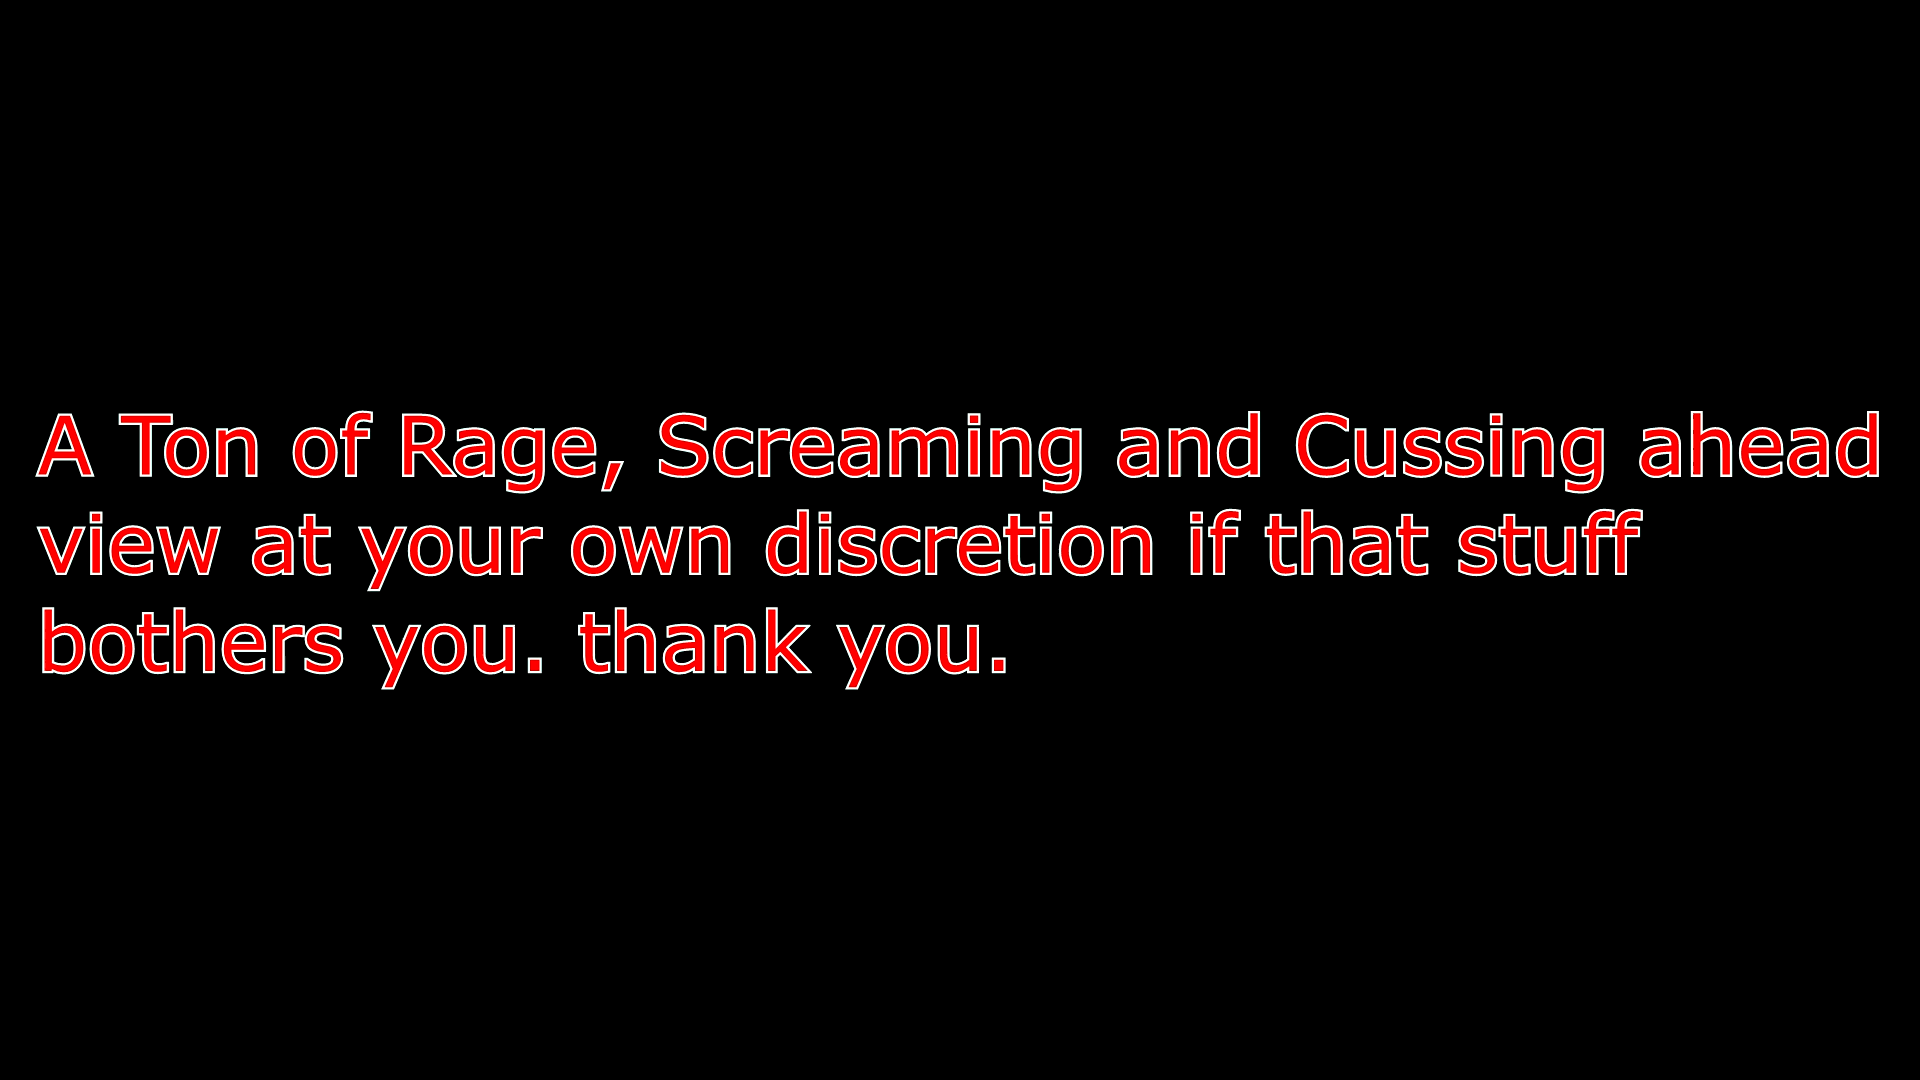 A Ton of Rage, Screaming and Cussing ahead
view at your own discretion if that stuff
bothers you. thank you.